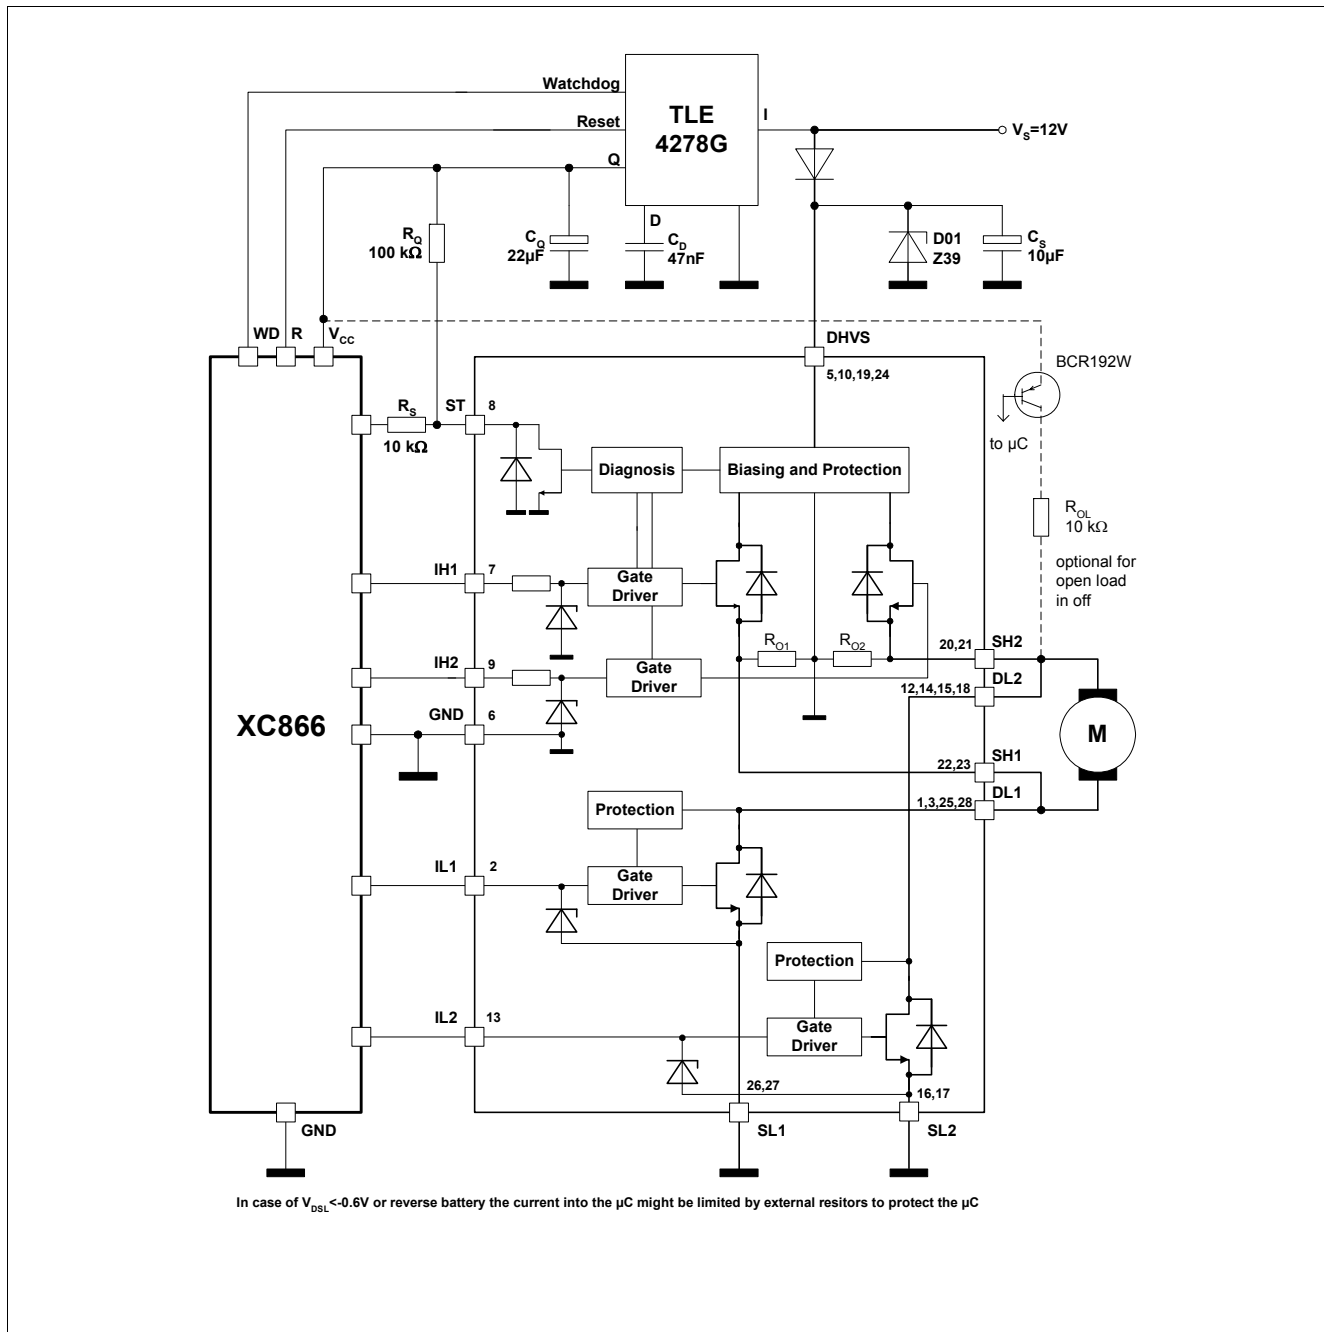 Watchdog
Reset
Q
TLE
4278G
I
V_S=12V
D
R_Q
100 kΩ
C_Q
22µF
C_D
47nF
D01
Z39
C_S
10µF
WD
R
V_CC
DHVS
5,10,19,24
BCR192W
to µC
R_S
10 kΩ
ST
8
Diagnosis
Biasing and Protection
R_OL
10 kΩ
optional for
open load
in off
IH1
7
Gate
Driver
R_O1
R_O2
20,21
SH2
IH2
9
Gate
Driver
12,14,15,18
DL2
XC866
GND
6
M
22,23
SH1
1,3,25,28
DL1
Protection
IL1
2
Gate
Driver
Protection
IL2
13
Gate
Driver
26,27
16,17
GND
SL1
SL2
In case of V_DSL<-0.6V or reverse battery the current into the µC might be limited by external resitors to protect the µC